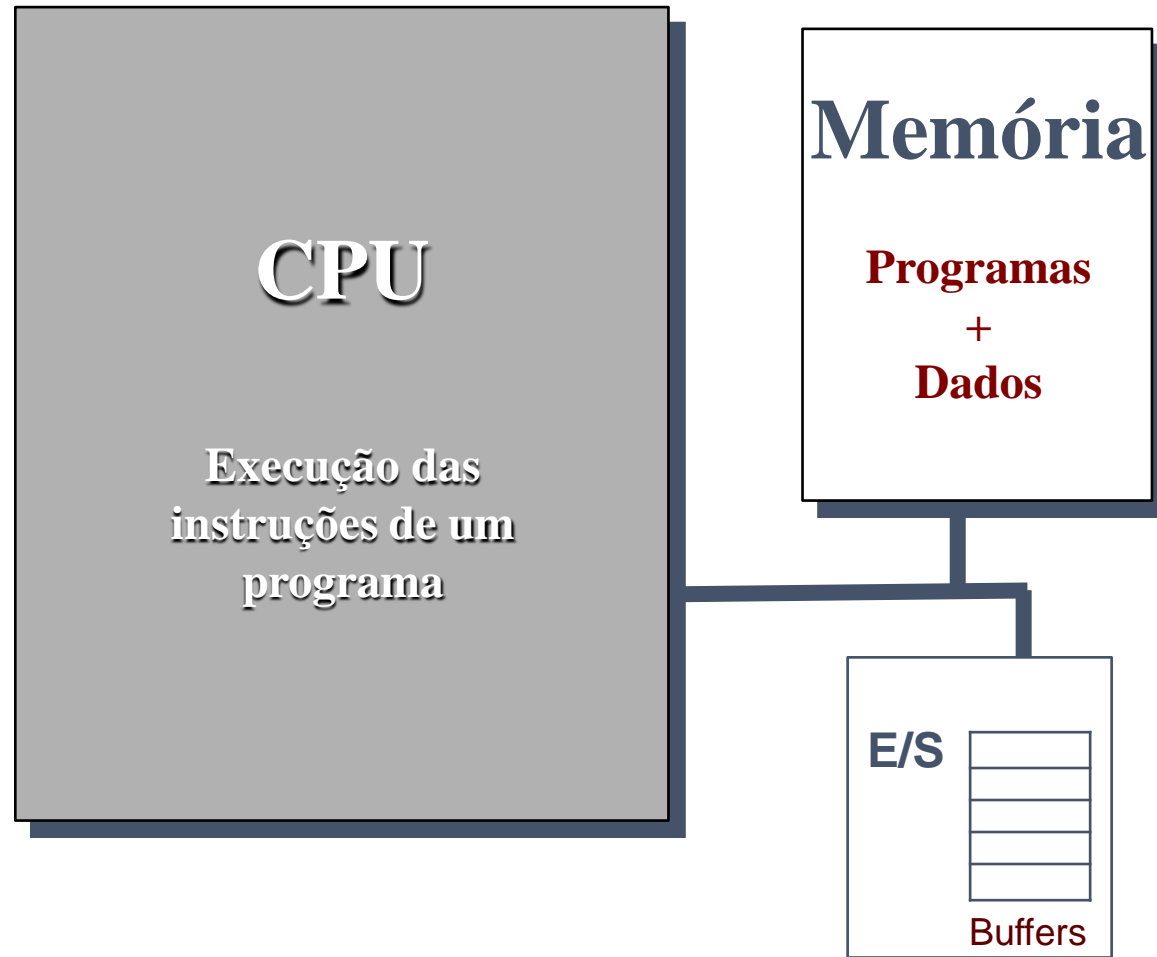 CPU
Execução das
instruções de um
programa
Memória
Programas
+
Dados
E/S
Buffers